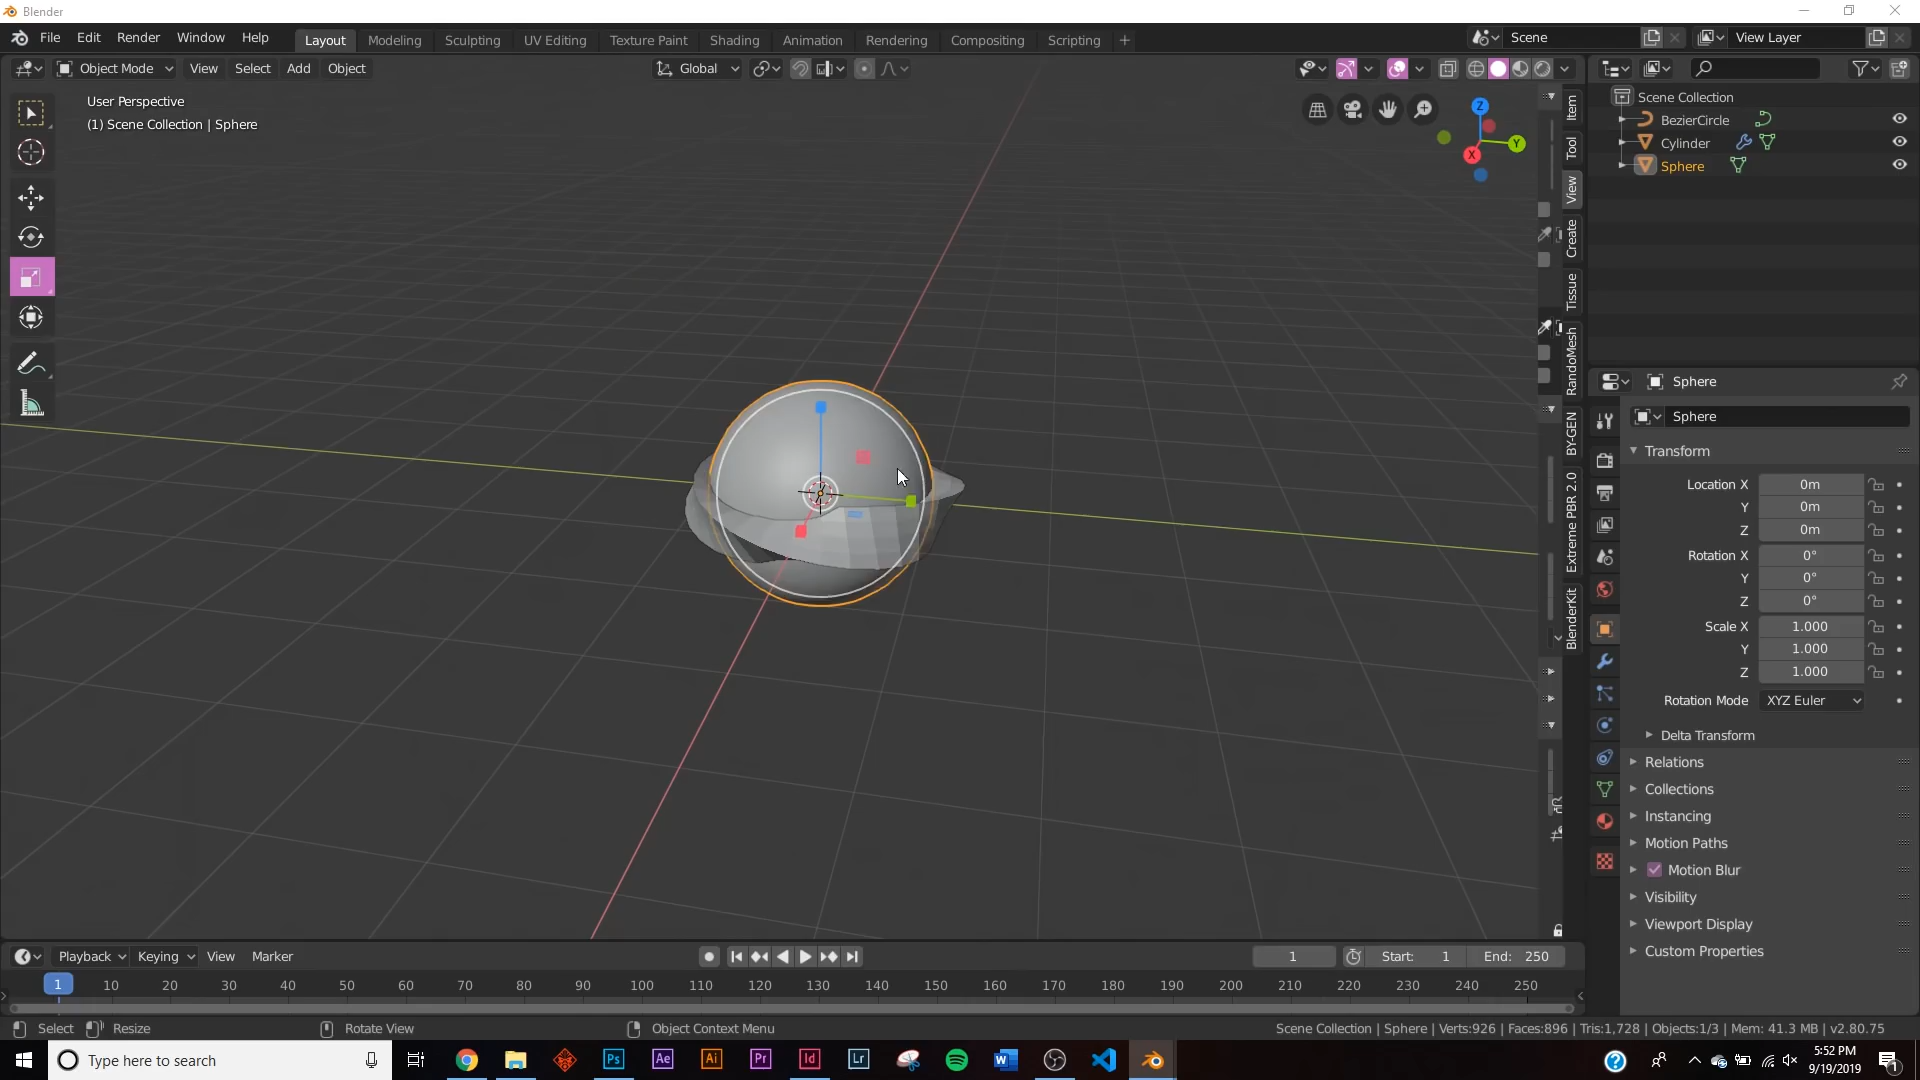 Blender
File Edit Render Window Help Layout Modeling Sculpting UV Editing Texture Paint Shading Animation Rendering Compositing Scripting + Scene View Layer
Object Mode View Select Add Object Global
User Perspective
(1) Scene Collection | Sphere
Z
Y
X
Item
Tool
View
Create
Tissue
RandoMesh
BY-GEN
Extreme PBR 2.0
BlenderKit
Scene Collection
BezierCircle
Cylinder
Sphere
Sphere
Sphere
Transform
Location X 0m
Y 0m
Z 0m
Rotation X 0°
Y 0°
Z 0°
Scale X 1.000
Y 1.000
Z 1.000
Rotation Mode XYZ Euler
Delta Transform
Relations
Collections
Instancing
Motion Paths
Motion Blur
Visibility
Viewport Display
Custom Properties
Playback Keying View Marker 1 Start: 1 End: 250
1 10 20 30 40 50 60 70 80 90 100 110 120 130 140 150 160 170 180 190 200 210 220 230 240 250
Select Resize Rotate View Object Context Menu Scene Collection | Sphere | Verts:926 | Faces:896 | Tris:1,728 | Objects:1/3 | Mem: 41.3 MB | v2.80.75
Type here to search Ps Ae Ai Pr Id Lr W
5:52 PM
9/19/2019
1